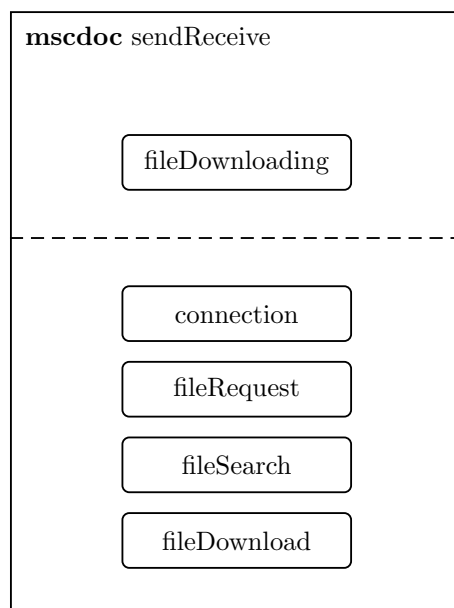 mscdoc sendReceive
fileDownloading
connection
fileRequest
fileSearch
fileDownload